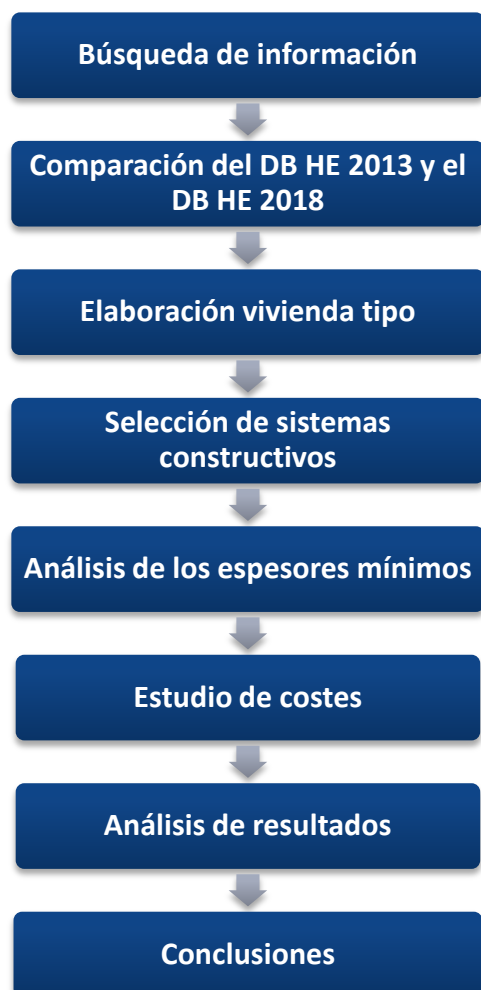 Búsqueda de información
Comparación del DB HE 2013 y el
DB HE 2018
Elaboración vivienda tipo
Selección de sistemas
constructivos
Análisis de los espesores mínimos
Estudio de costes
Análisis de resultados
Conclusiones